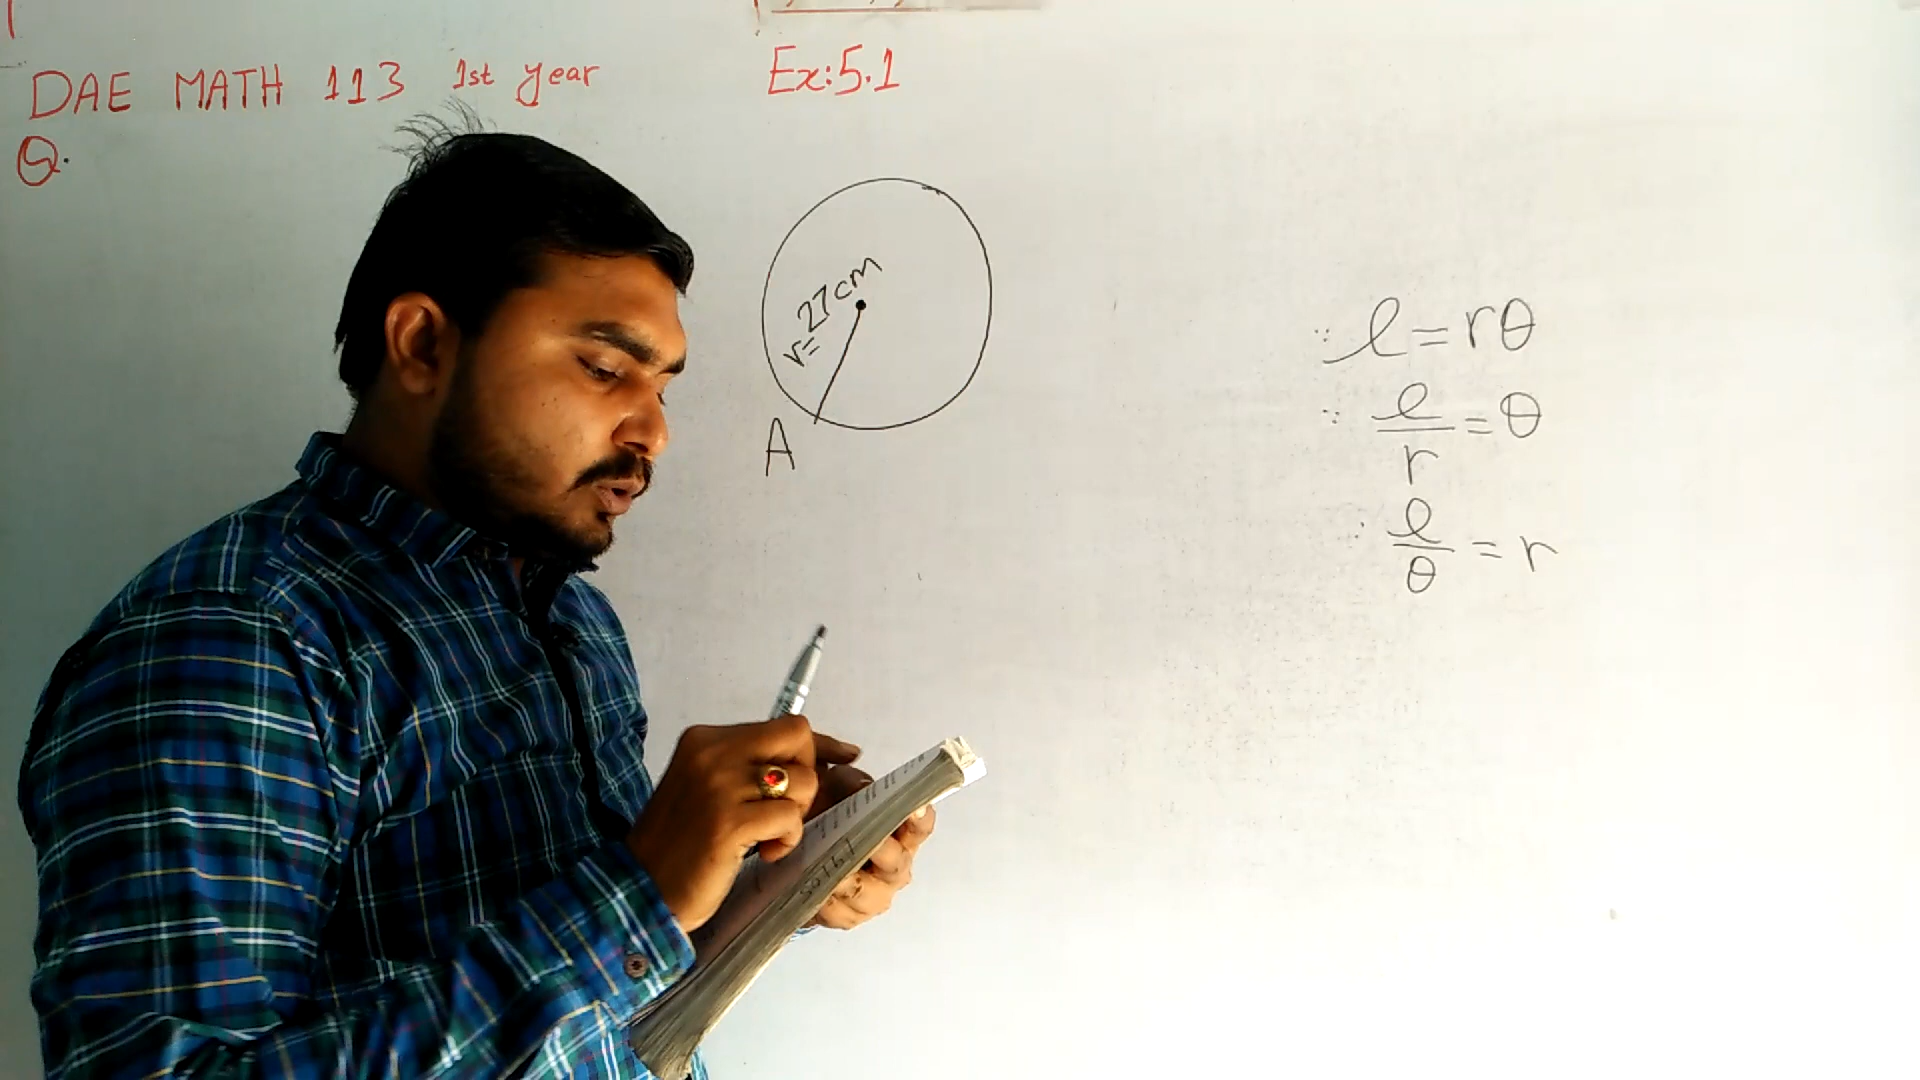 DAE MATH 113 1st year
Ex:5.1
Q.
r= 27cm
A
∵ l=rθ
∵ l/r=θ
l/θ=r